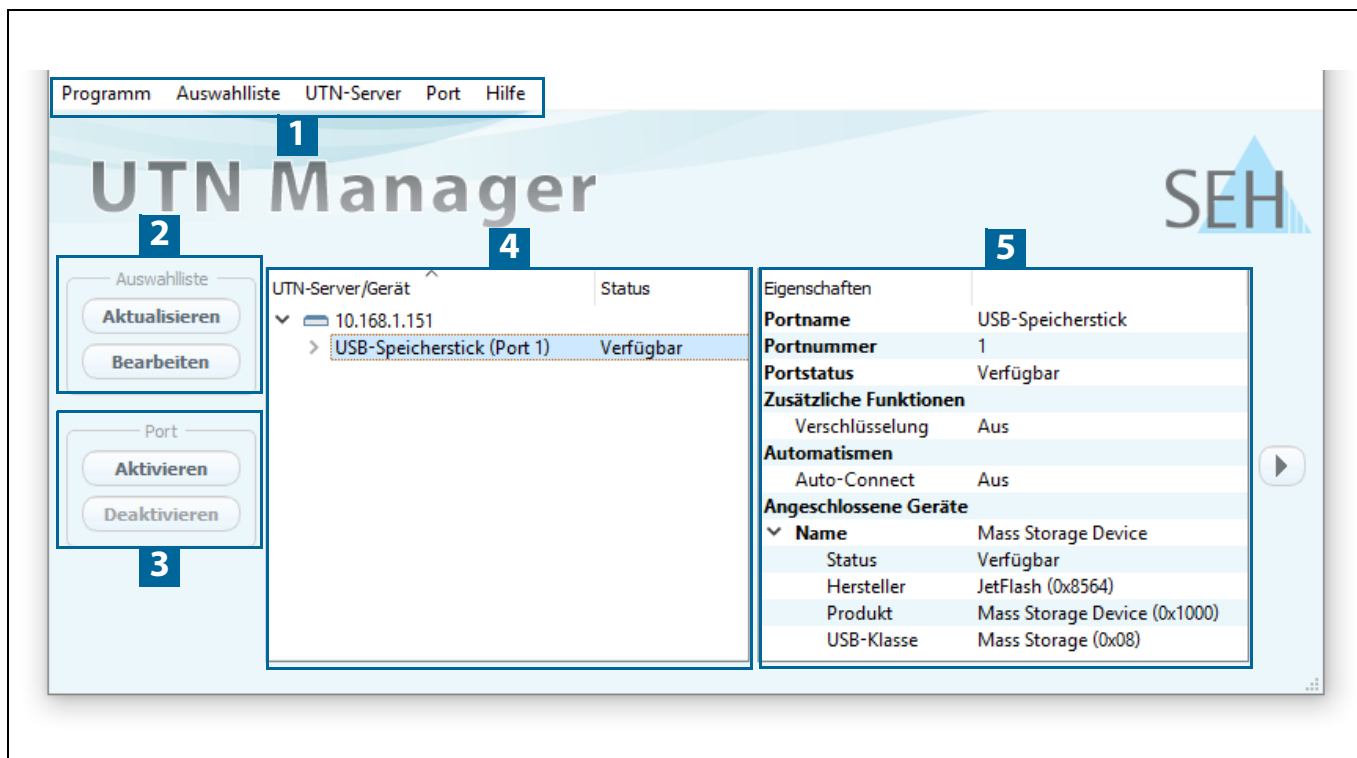 Programm Auswahlliste UTN-Server Port Hilfe
1
UTN Manager
SEH
2
4
5
Auswahlliste
Aktualisieren
Bearbeiten
Port
Aktivieren
Deaktivieren
3
UTN-Server/Gerät Status
10.168.1.151
USB-Speicherstick (Port 1) Verfügbar
Eigenschaften
Portname USB-Speicherstick
Portnummer 1
Portstatus Verfügbar
Zusätzliche Funktionen
Verschlüsselung Aus
Automatismen
Auto-Connect Aus
Angeschlossene Geräte
Name Mass Storage Device
Status Verfügbar
Hersteller JetFlash (0x8564)
Produkt Mass Storage Device (0x1000)
USB-Klasse Mass Storage (0x08)